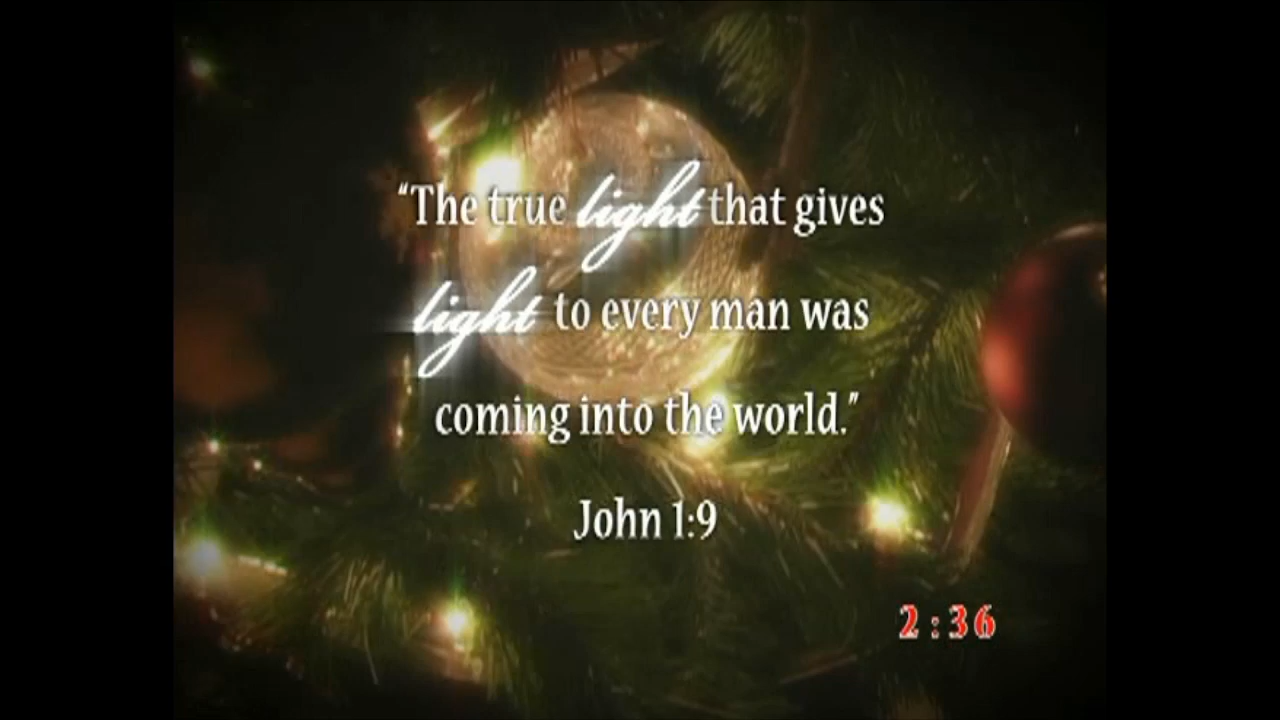 “The true light that gives
light to every man was
coming into the world.”
John 1:9
2:36